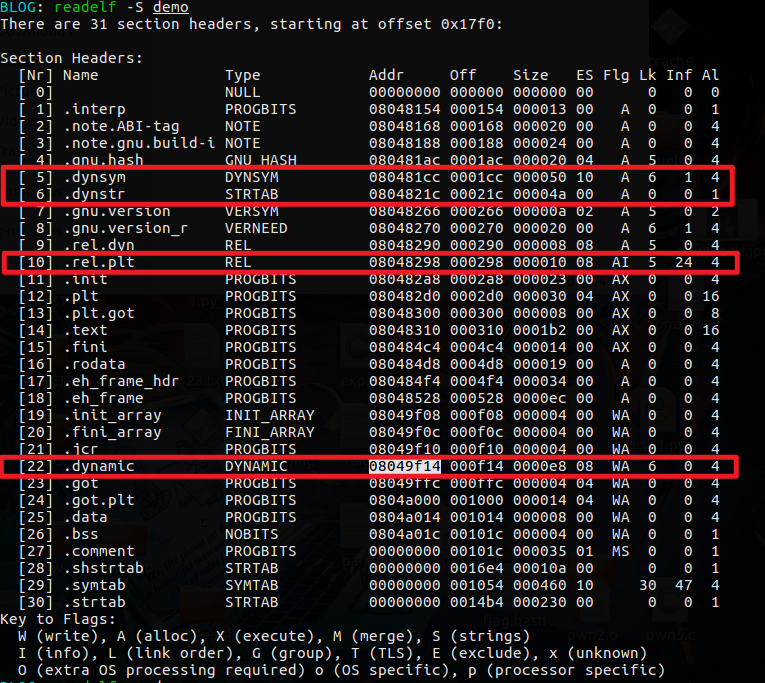 BLOG: readelf -S demo
There are 31 section headers, starting at offset 0x17f0:
Section Headers:
[Nr] Name Type Addr Off Size ES Flg Lk Inf Al
[ 0] NULL 00000000 000000 000000 00 0 0 0
[ 1] .interp PROGBITS 08048154 000154 000013 00 A 0 0 1
[ 2] .note.ABI-tag NOTE 08048168 000168 000020 00 A 0 0 4
[ 3] .note.gnu.build-i NOTE 08048188 000188 000024 00 A 0 0 4
[ 4] .gnu.hash GNU_HASH 080481ac 0001ac 000020 04 A 5 0 4
[ 5] .dynsym DYNSYM 080481cc 0001cc 000050 10 A 6 1 4
[ 6] .dynstr STRTAB 0804821c 00021c 00004a 00 A 0 0 1
[ 7] .gnu.version VERSYM 08048266 000266 00000a 02 A 5 0 2
[ 8] .gnu.version_r VERNEED 08048270 000270 000020 00 A 6 1 4
[ 9] .rel.dyn REL 08048290 000290 000008 08 A 5 0 4
[10] .rel.plt REL 08048298 000298 000010 08 AI 5 24 4
[11] .init PROGBITS 080482a8 0002a8 000023 00 AX 0 0 4
[12] .plt PROGBITS 080482d0 0002d0 000030 04 AX 0 0 16
[13] .plt.got PROGBITS 08048300 000300 000008 00 AX 0 0 8
[14] .text PROGBITS 08048310 000310 0001b2 00 AX 0 0 16
[15] .fini PROGBITS 080484c4 0004c4 000014 00 AX 0 0 4
[16] .rodata PROGBITS 080484d8 0004d8 000019 00 A 0 0 4
[17] .eh_frame_hdr PROGBITS 080484f4 0004f4 000034 00 A 0 0 4
[18] .eh_frame PROGBITS 08048528 000528 0000ec 00 A 0 0 4
[19] .init_array INIT_ARRAY 08049f08 000f08 000004 00 WA 0 0 4
[20] .fini_array FINI_ARRAY 08049f0c 000f0c 000004 00 WA 0 0 4
[21] .jcr PROGBITS 08049f10 000f10 000004 00 WA 0 0 4
[22] .dynamic DYNAMIC 08049f14 000f14 0000e8 08 WA 6 0 4
[23] .got PROGBITS 08049ffc 000ffc 000004 04 WA 0 0 4
[24] .got.plt PROGBITS 0804a000 001000 000014 04 WA 0 0 4
[25] .data PROGBITS 0804a014 001014 000008 00 WA 0 0 4
[26] .bss NOBITS 0804a01c 00101c 000004 00 WA 0 0 1
[27] .comment PROGBITS 00000000 00101c 000035 01 MS 0 0 1
[28] .shstrtab STRTAB 00000000 0016e4 00010a 00 0 0 1
[29] .symtab SYMTAB 00000000 001054 000460 10 30 47 4
[30] .strtab STRTAB 00000000 0014b4 000230 00 0 0 1
Key to Flags:
W (write), A (alloc), X (execute), M (merge), S (strings)
I (info), L (link order), G (group), T (TLS), E (exclude), x (unknown)
O (extra OS processing required) o (OS specific), p (processor specific)